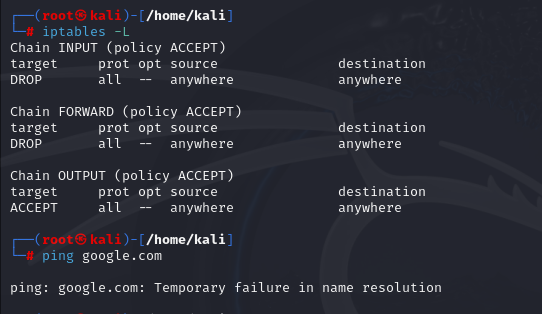 ┌──(root㉿kali)-[/home/kali]
└─# iptables -L
Chain INPUT (policy ACCEPT)
target     prot opt source               destination
DROP       all  --  anywhere             anywhere

Chain FORWARD (policy ACCEPT)
target     prot opt source               destination
DROP       all  --  anywhere             anywhere

Chain OUTPUT (policy ACCEPT)
target     prot opt source               destination
ACCEPT     all  --  anywhere             anywhere

┌──(root㉿kali)-[/home/kali]
└─# ping google.com

ping: google.com: Temporary failure in name resolution